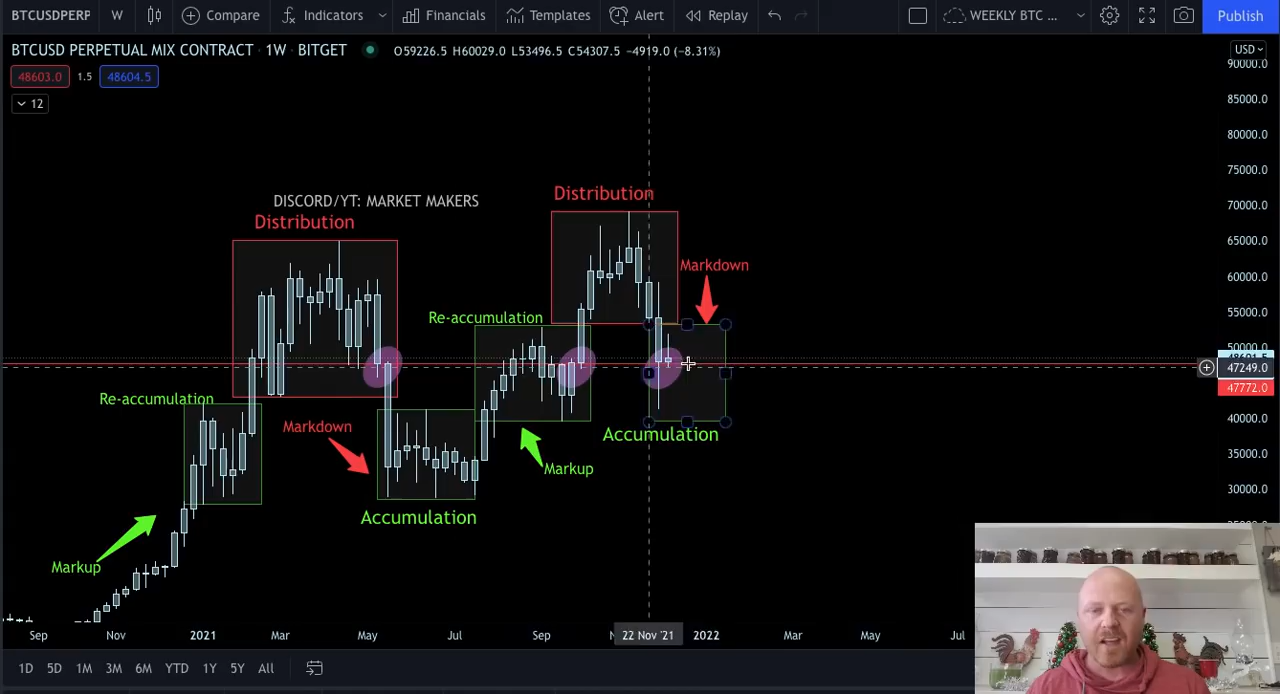 BTCUSDPERP W Compare Indicators Financials Templates Alert Replay WEEKLY BTC ... Publish
BTCUSD PERPETUAL MIX CONTRACT · 1W · BITGET O59226.5 H60029.0 L53496.5 C54307.5 −4919.0 (−8.31%)
USD
48603.0 1.5 48604.5
12
90000.0
85000.0
80000.0
75000.0
70000.0
65000.0
60000.0
55000.0
50000.0
48601.5
47249.0
47772.0
40000.0
35000.0
30000.0
DISCORD/YT: MARKET MAKERS
Distribution
Distribution
Markdown
Re-accumulation
Re-accumulation
Markdown
Accumulation
Markup
Accumulation
Markup
Sep Nov 2021 Mar May Jul Sep N 22 Nov '21 2022 Mar May Jul
1D 5D 1M 3M 6M YTD 1Y 5Y All